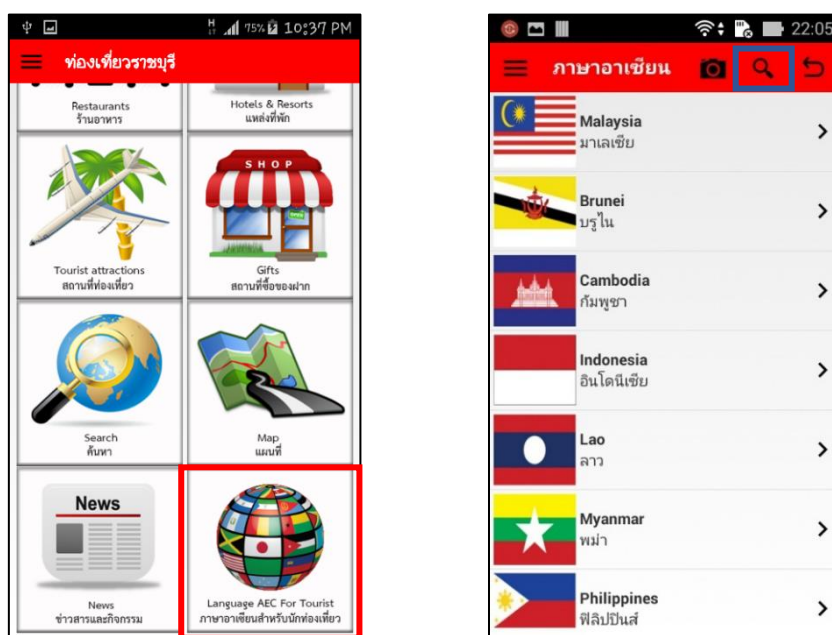 75% 10:37 PM
ท่องเที่ยวราชบุรี
Restaurants
ร้านอาหาร
Hotels & Resorts
แหล่งที่พัก
Tourist attractions
สถานที่ท่องเที่ยว
SHOP
Gifts
สถานที่ซื้อของฝาก
Search
ค้นหา
Map
แผนที่
News
News
ข่าวสารและกิจกรรม
Language AEC For Tourist
ภาษาอาเซียนสำหรับนักท่องเที่ยว
22:05
ภาษาอาเซียน
Malaysia
มาเลเซีย
Brunei
บรูไน
Cambodia
กัมพูชา
Indonesia
อินโดนีเซีย
Lao
ลาว
Myanmar
พม่า
Philippines
ฟิลิปปินส์